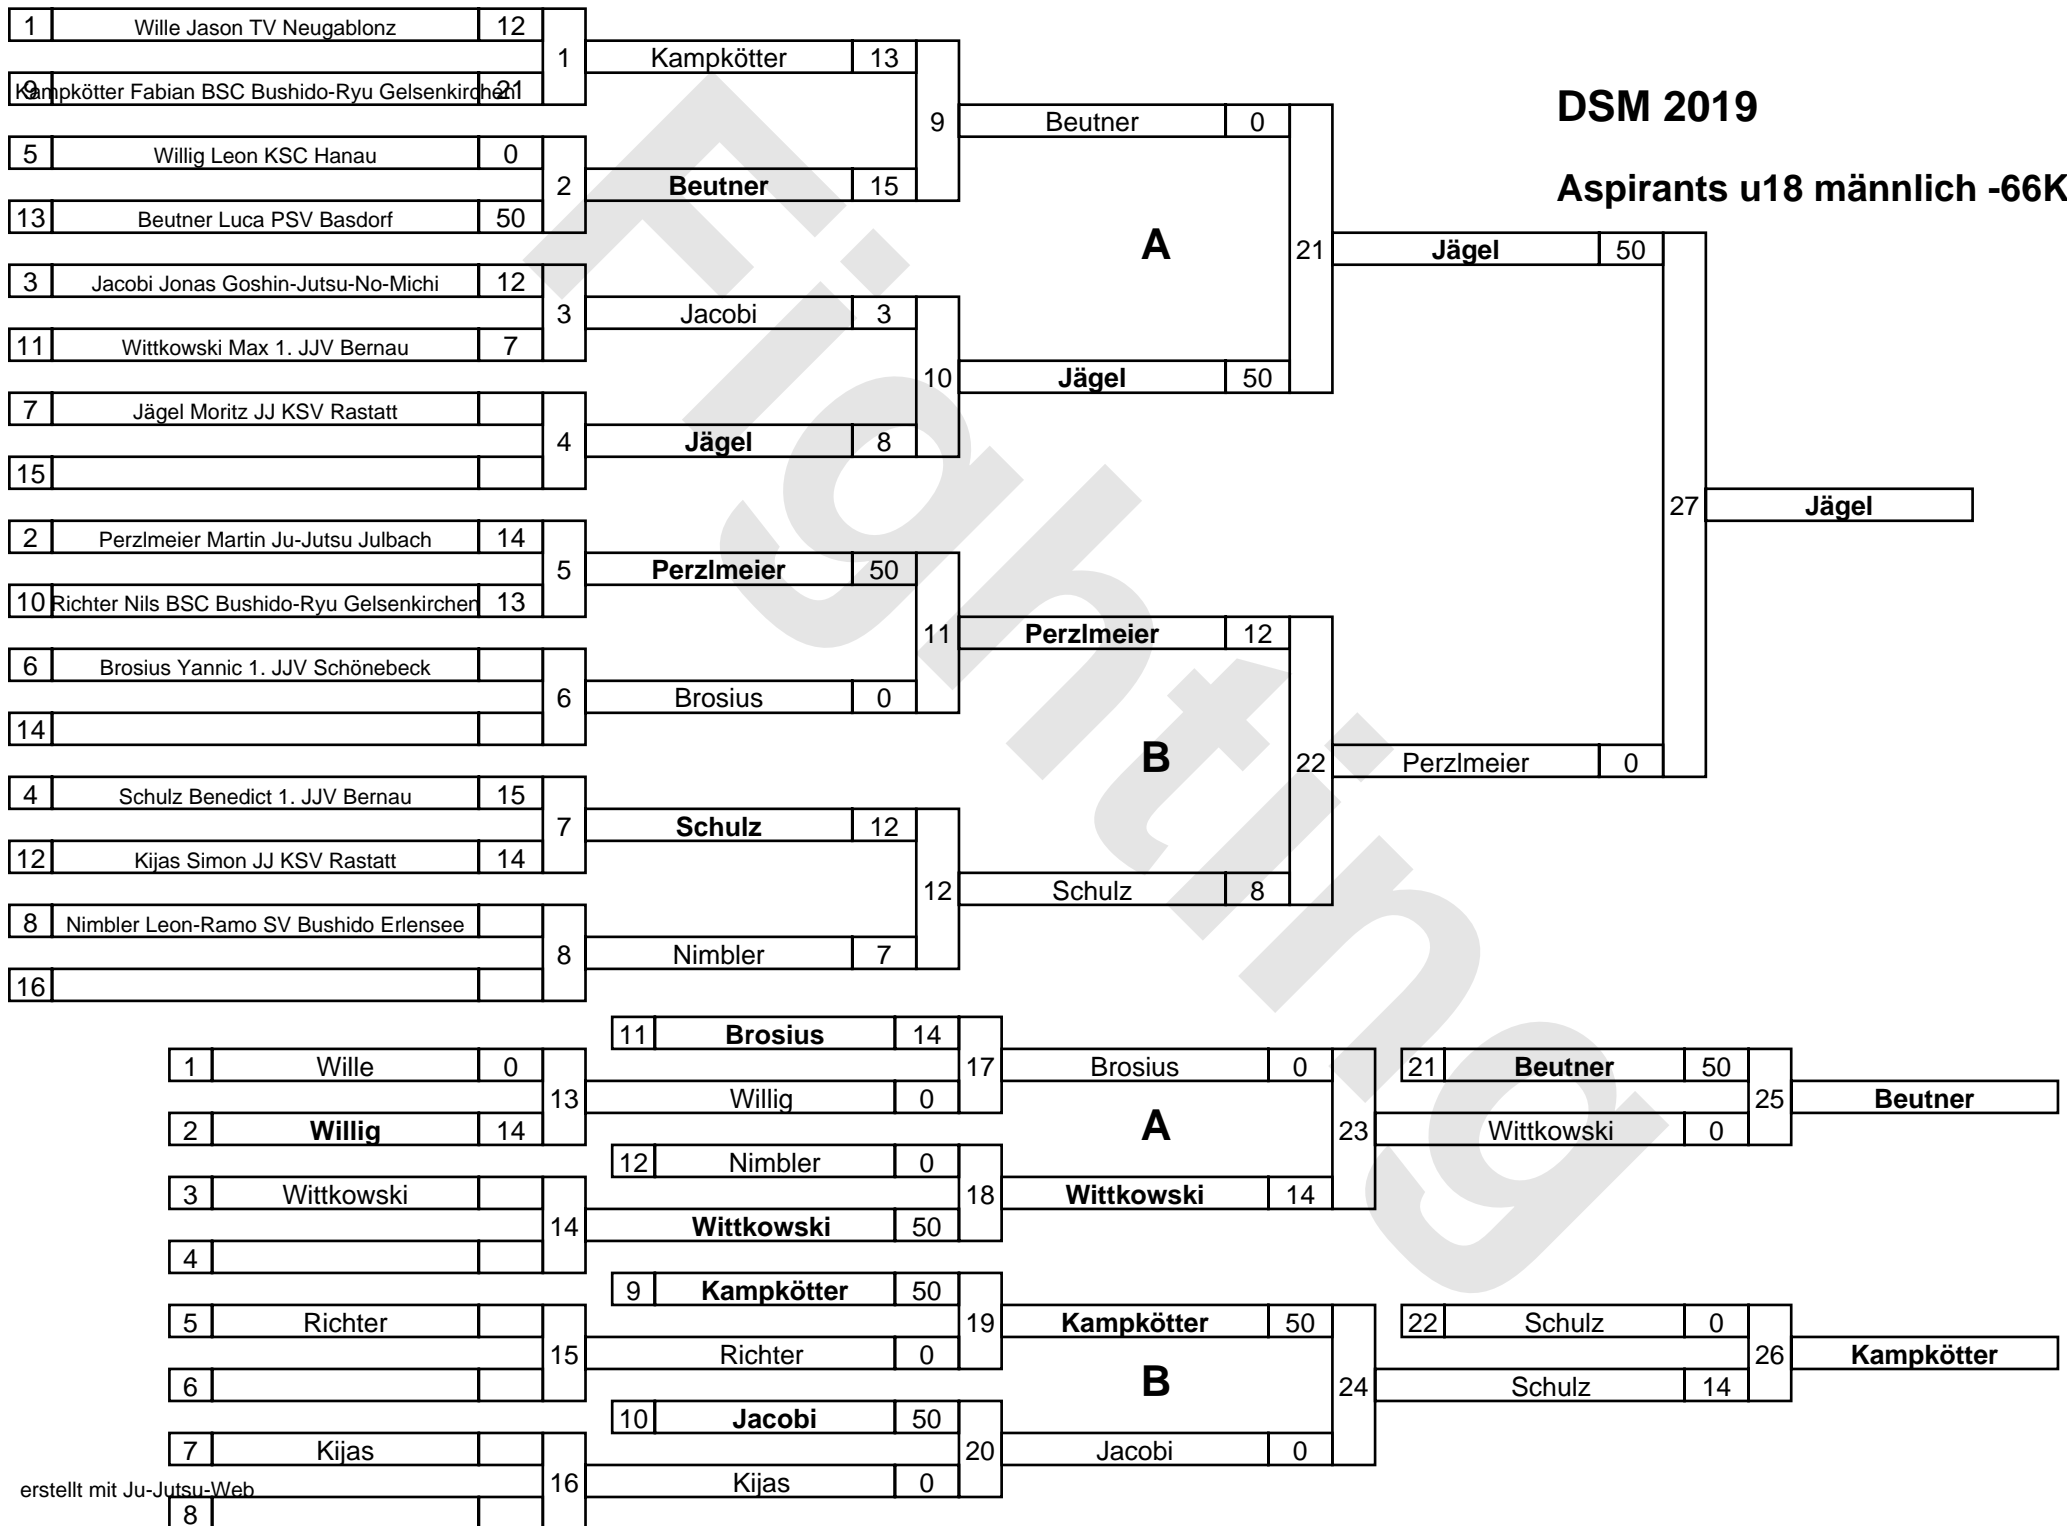 DSM 2019
Aspirants u18 männlich -66K
1 Wille Jason TV Neugablonz 12
9 Kampkötter Fabian BSC Bushido-Ryu Gelsenkirchen 21
1
5 Willig Leon KSC Hanau 0
13 Beutner Luca PSV Basdorf 50
2
3 Jacobi Jonas Goshin-Jutsu-No-Michi 12
11 Wittkowski Max 1. JJV Bernau 7
3
7 Jägel Moritz JJ KSV Rastatt
15
4
2 Perzlmeier Martin Ju-Jutsu Julbach 14
10 Richter Nils BSC Bushido-Ryu Gelsenkirchen 13
5
6 Brosius Yannic 1. JJV Schönebeck
14
6
4 Schulz Benedict 1. JJV Bernau 15
12 Kijas Simon JJ KSV Rastatt 14
7
8 Nimbler Leon-Ramo SV Bushido Erlensee
16
8
Kampkötter 13
Beutner 15
9
Jacobi 3
Jägel 8
10
Perzlmeier 50
Brosius 0
11
Schulz 12
Nimbler 7
12
Beutner 0
A
Jägel 50
21
Perzlmeier 12
B
Schulz 8
22
Jägel 50
Perzlmeier 0
27
Jägel
1 Wille 0
2 Willig 14
13
3 Wittkowski
4
14
5 Richter
6
15
7 Kijas
8
16
11 Brosius 14
Willig 0
17
12 Nimbler 0
Wittkowski 50
18
9 Kampkötter 50
Richter 0
19
10 Jacobi 50
Kijas 0
20
Brosius 0
A
Wittkowski 14
23
Kampkötter 50
B
Jacobi 0
24
21 Beutner 50
Wittkowski 0
25
Beutner
22 Schulz 0
Schulz 14
26
Kampkötter
erstellt mit Ju-Jutsu-Web
Fighting